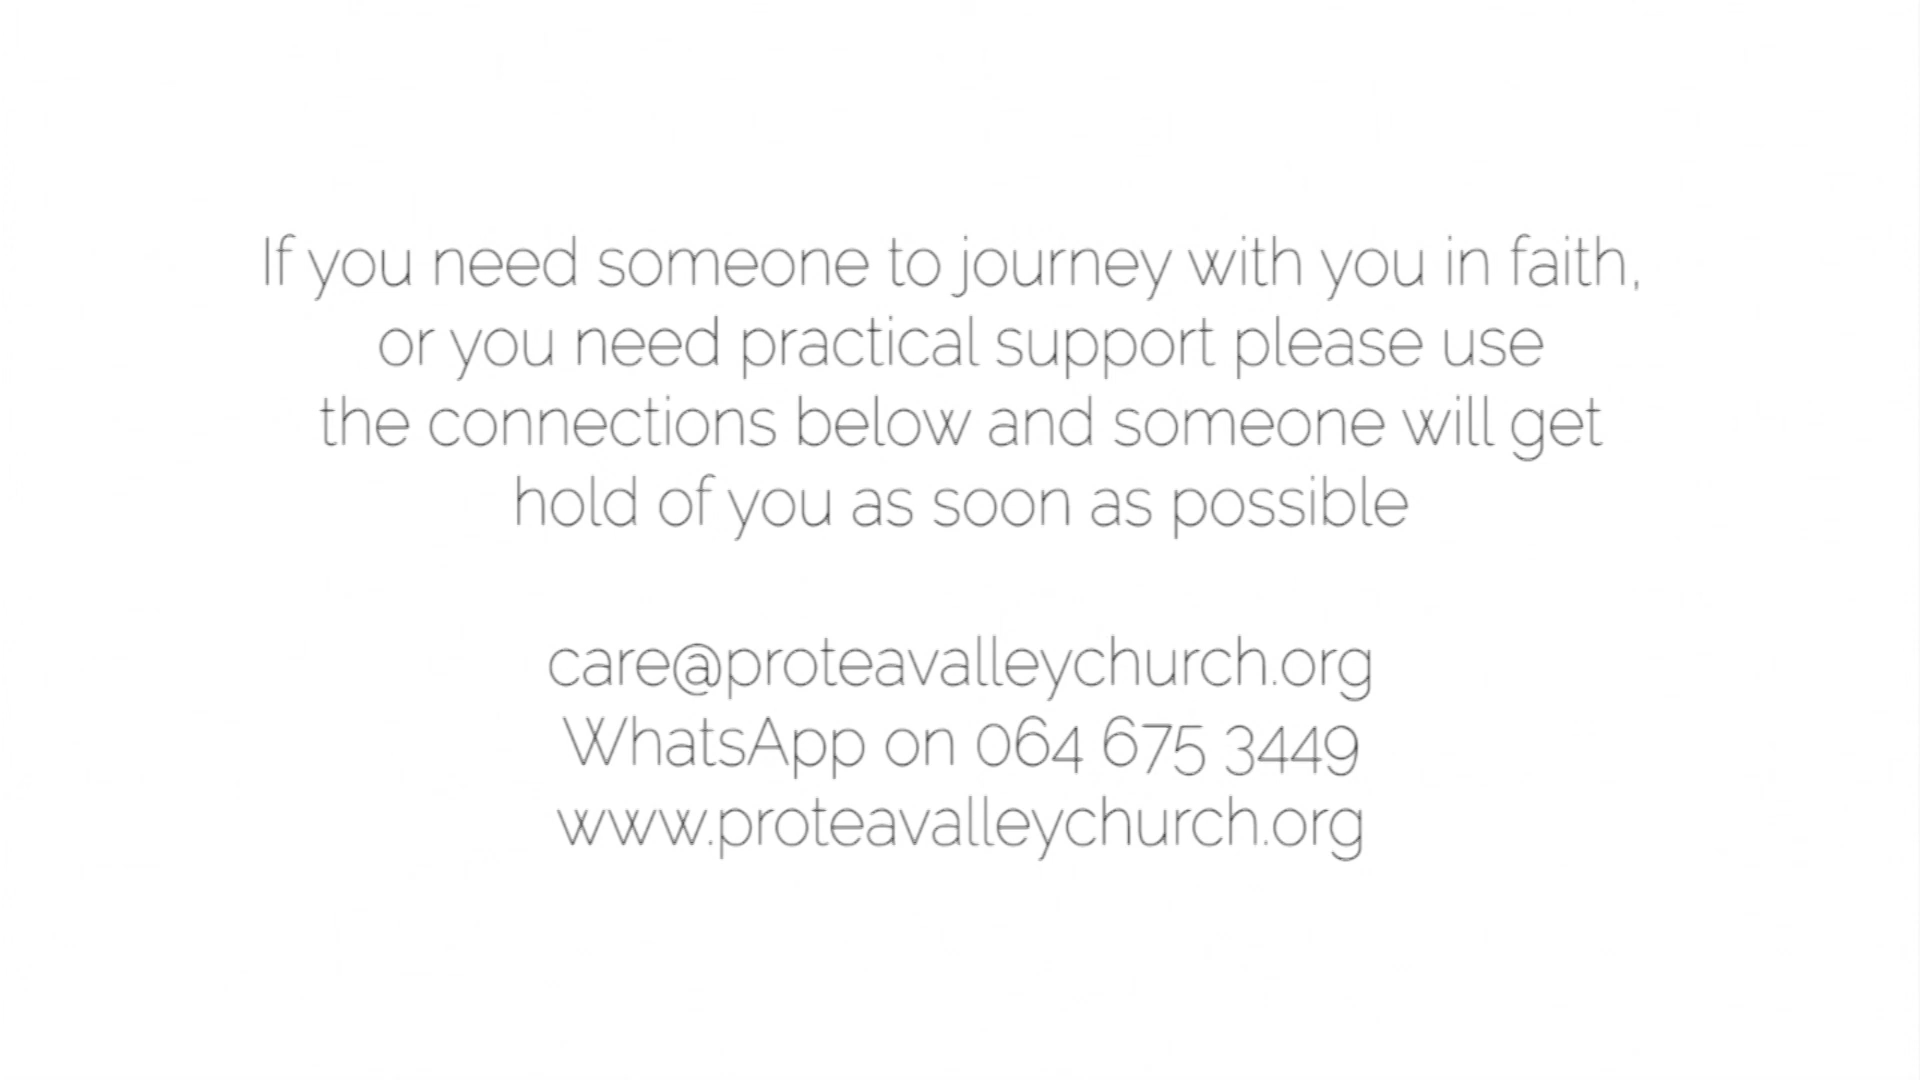 If you need someone to journey with you in faith,
or you need practical support please use
the connections below and someone will get
hold of you as soon as possible
care@proteavalleychurch.org
WhatsApp on 064 675 3449
www.proteavalleychurch.org